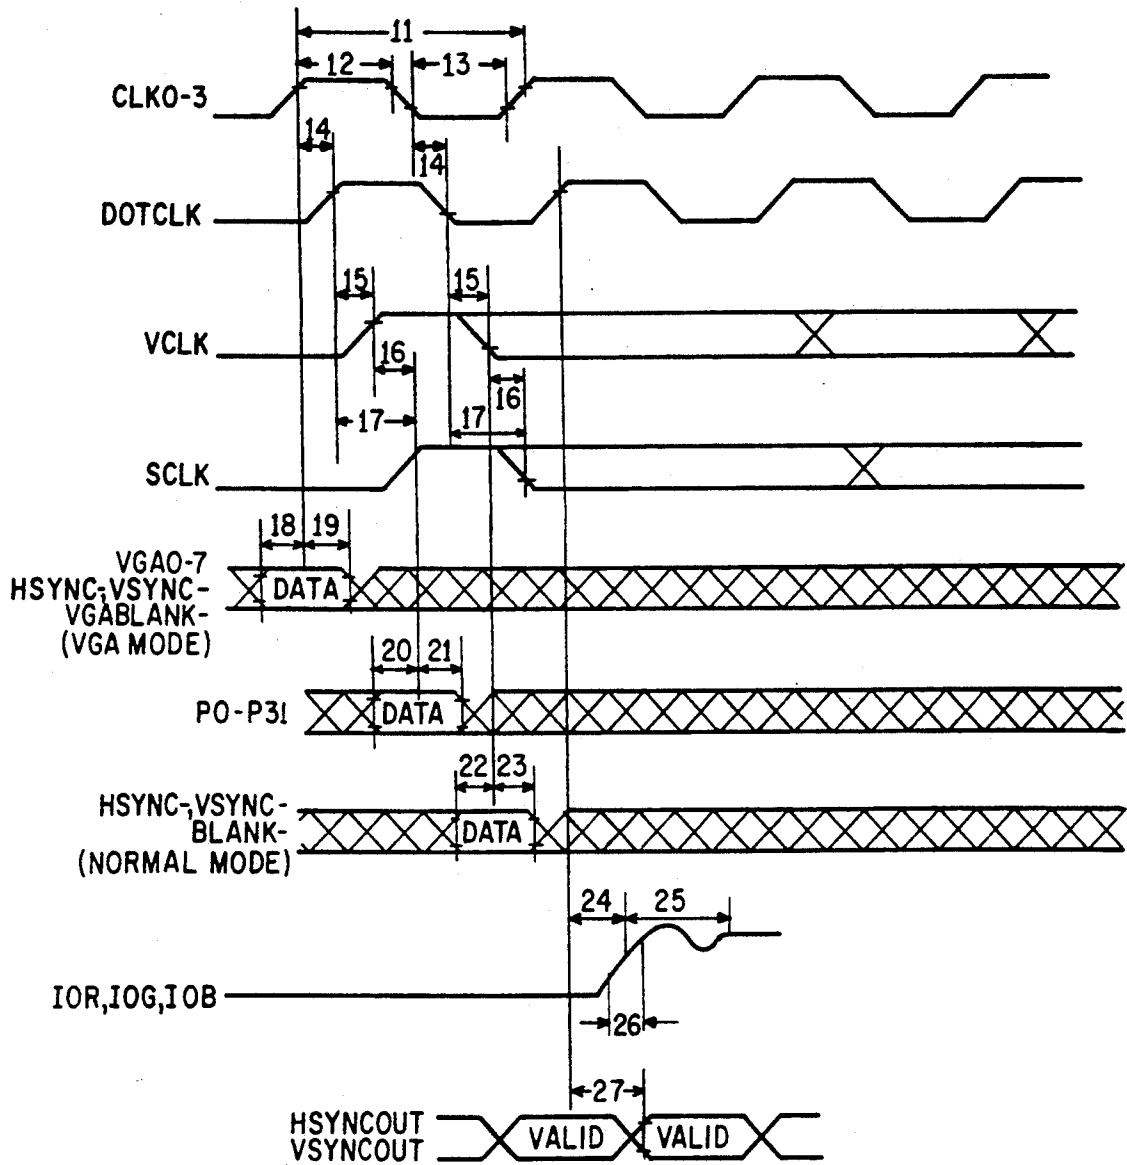 11
12 13
CLK0-3
14
14
DOTCLK
15 15
VCLK
16
16
17 17
SCLK
18 19
VGA0-7
HSYNC-,VSYNC-
VGABLANK-
(VGA MODE)
DATA
20 21
P0-P31
DATA
22 23
HSYNC-,VSYNC-
BLANK-
(NORMAL MODE)
DATA
24 25
IOR,IOG,IOB
26
27
HSYNCOUT
VSYNCOUT
VALID VALID